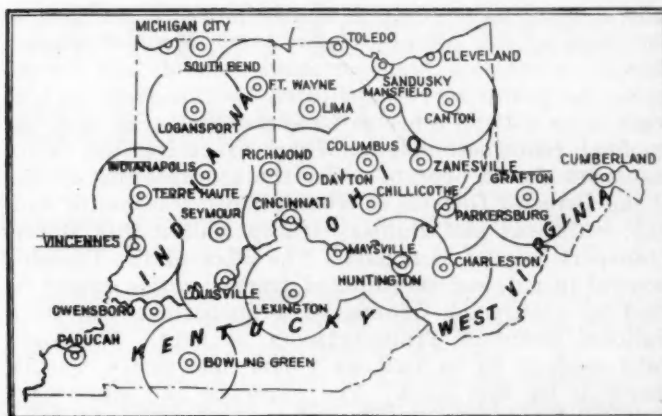 MICHIGAN CITY
TOLEDO
CLEVELAND
SOUTH BEND
FT. WAYNE
SANDUSKY
MANSFIELD
LIMA
CANTON
LOGANSPORT
INDIANAPOLIS
RICHMOND
COLUMBUS
ZANESVILLE
CUMBERLAND
DAYTON
GRAFTON
TERRE HAUTE
CHILLICOTHE
SEYMOUR
CINCINNATI
PARKERSBURG
VINCENNES
MAYSVILLE
CHARLESTON
HUNTINGTON
LOUISVILLE
LEXINGTON
OWENSBORO
PADUCAH
BOWLING GREEN
INDIANA
OHIO
KENTUCKY
WEST VIRGINIA